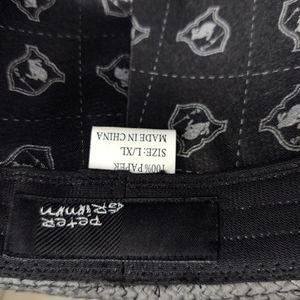 100% PAPER
SIZE: L/XL
MADE IN CHINA
PETER
GRIMM